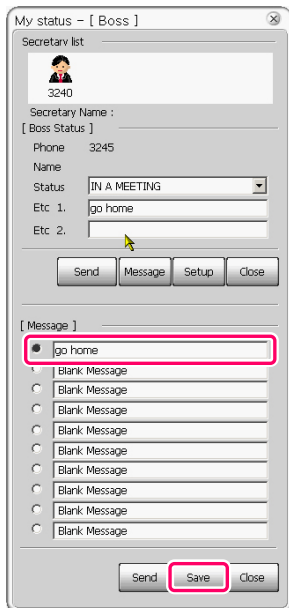 My status - [ Boss ]
Secretary list
3240
Secretary Name :
[ Boss Status ]
Phone 3245
Name
Status IN A MEETING
Etc 1. go home
Etc 2.
Send Message Setup Close
[ Message ]
go home
Blank Message
Blank Message
Blank Message
Blank Message
Blank Message
Blank Message
Blank Message
Blank Message
Blank Message
Send Save Close